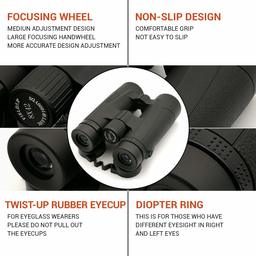 FOCUSING WHEEL
MEDIUN ADJUSTMENT DESIGN
LARGE FOCUSING HANDWHEEL
MORE ACCURATE DESIGN ADJUSTMENT
NON-SLIP DESIGN
COMFORTABLE GRIP
NOT EASY TO SLIP
TWIST-UP RUBBER EYECUP
FOR EYEGLASS WEARERS
PLEASE DO NOT PULL OUT
THE EYECUPS
DIOPTER RING
THIS IS FOR THOSE WHO HAVE
DIFFERENT EYESIGHT IN RIGHT
AND LEFT EYES